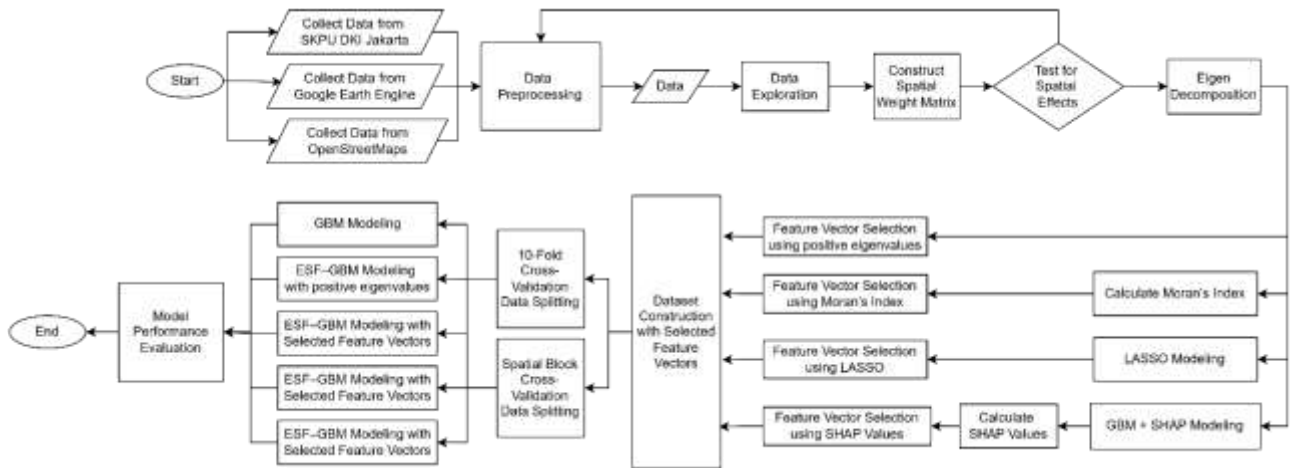 Start
Collect Data from
SKPU DKI Jakarta
Collect Data from
Google Earth Engine
Collect Data from
OpenStreetMaps
Data
Preprocessing
Data
Data
Exploration
Construct
Spatial
Weight Matrix
Test for
Spatial
Effects
Eigen
Decomposition
Feature Vector Selection
using positive eigenvalues
Calculate Moran's Index
Feature Vector Selection
using Moran's Index
LASSO Modeling
Feature Vector Selection
using LASSO
GBM + SHAP Modeling
Calculate
SHAP Values
Feature Vector Selection
using SHAP Values
Dataset
Construction
with Selected
Feature
Vectors
10-Fold
Cross-
Validation
Data Splitting
Spatial Block
Cross-
Validation
Data Splitting
GBM Modeling
ESF-GBM Modeling
with positive eigenvalues
ESF-GBM Modeling with
Selected Feature Vectors
ESF-GBM Modeling with
Selected Feature Vectors
ESF-GBM Modeling with
Selected Feature Vectors
Model
Performance
Evaluation
End